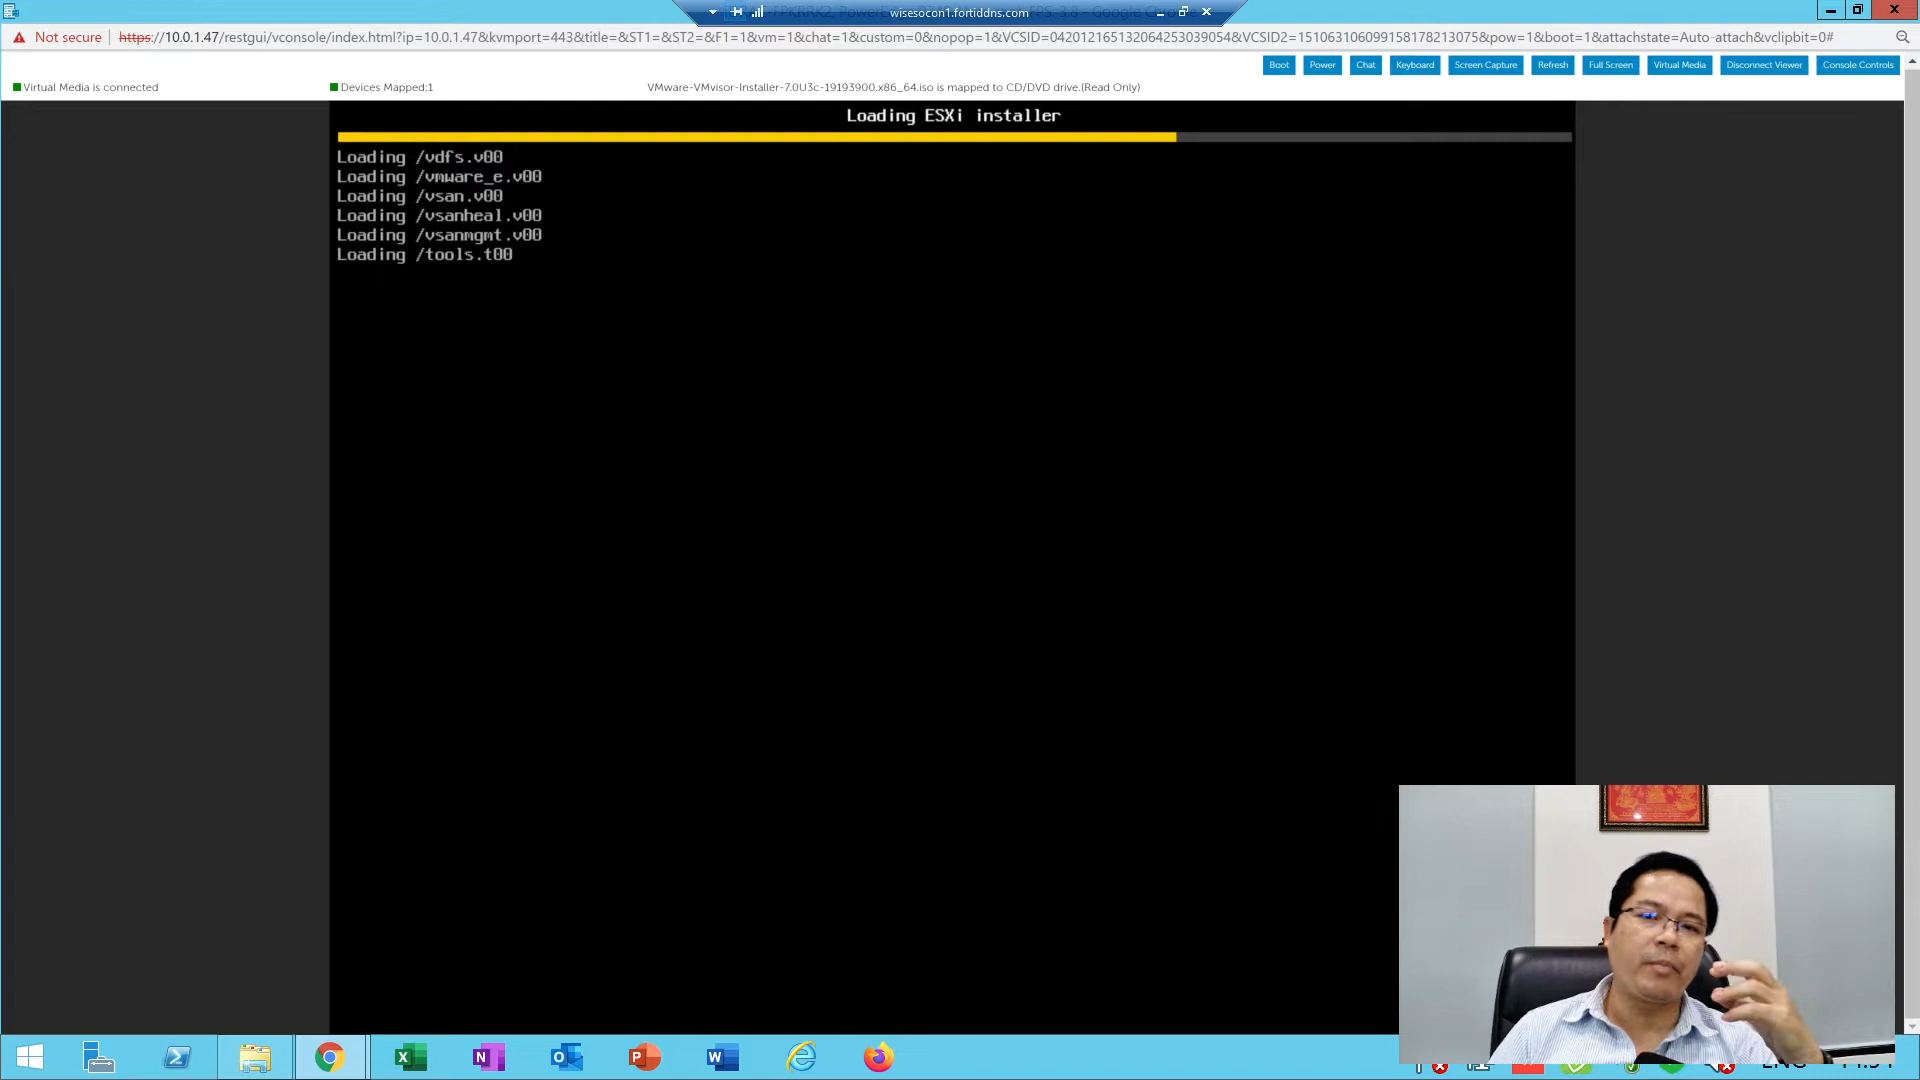 wisesocon1.fortiddns.com
Not secure | https://10.0.1.47/restgui/vconsole/index.html?ip=10.0.1.47&kvmport=443&title=&ST1=&ST2=&F1=1&vm=1&chat=1&custom=0&nopop=1&VCSID=042012165132064253039054&VCSID2=151063106099158178213075&pow=1&boot=1&attachstate=Auto-attach&vclipbit=0#
Boot Power Chat Keyboard Screen Capture Refresh Full Screen Virtual Media Disconnect Viewer Console Controls
Virtual Media is connected Devices Mapped:1 VMware-VMvisor-Installer-7.0U3c-19193900.x86_64.iso is mapped to CD/DVD drive.(Read Only)
Loading ESXi installer
Loading /vdfs.v00
Loading /vmware_e.v00
Loading /vsan.v00
Loading /vsanheal.v00
Loading /vsanmgmt.v00
Loading /tools.t00